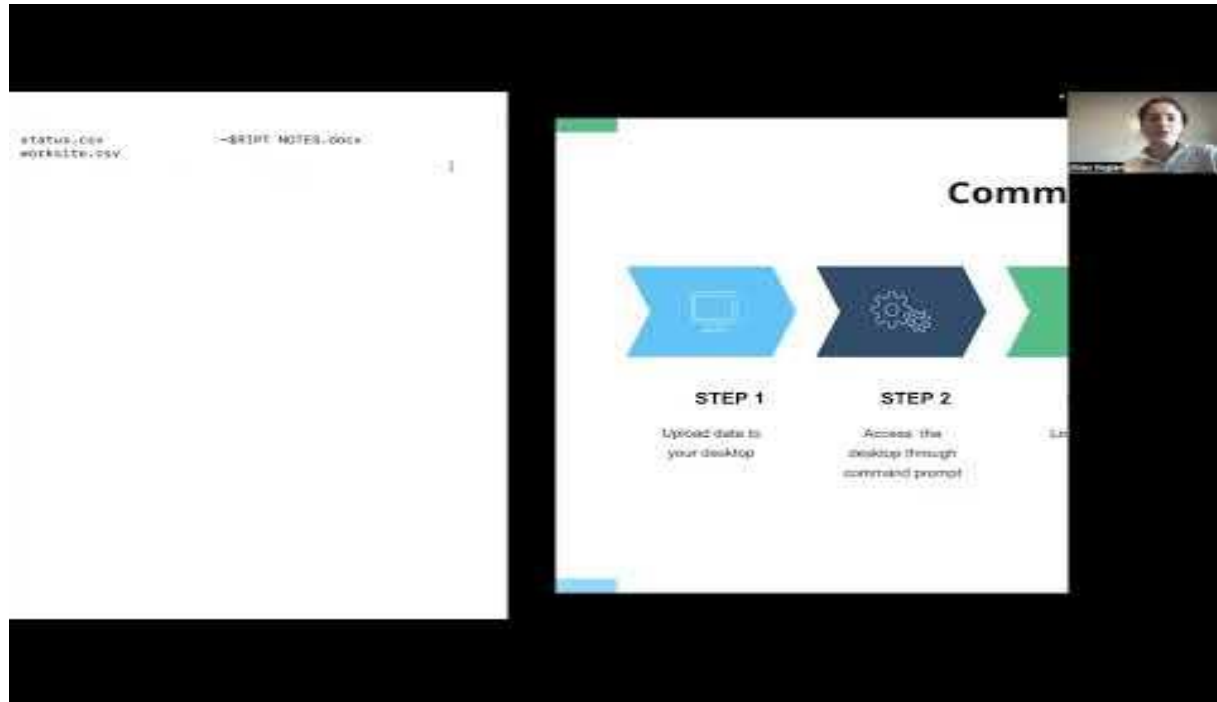 status.csv ~$RIPT NOTES.docx
worksite.csv
Comm
STEP 1
Upload data to
your desktop
STEP 2
Access the
desktop through
command prompt